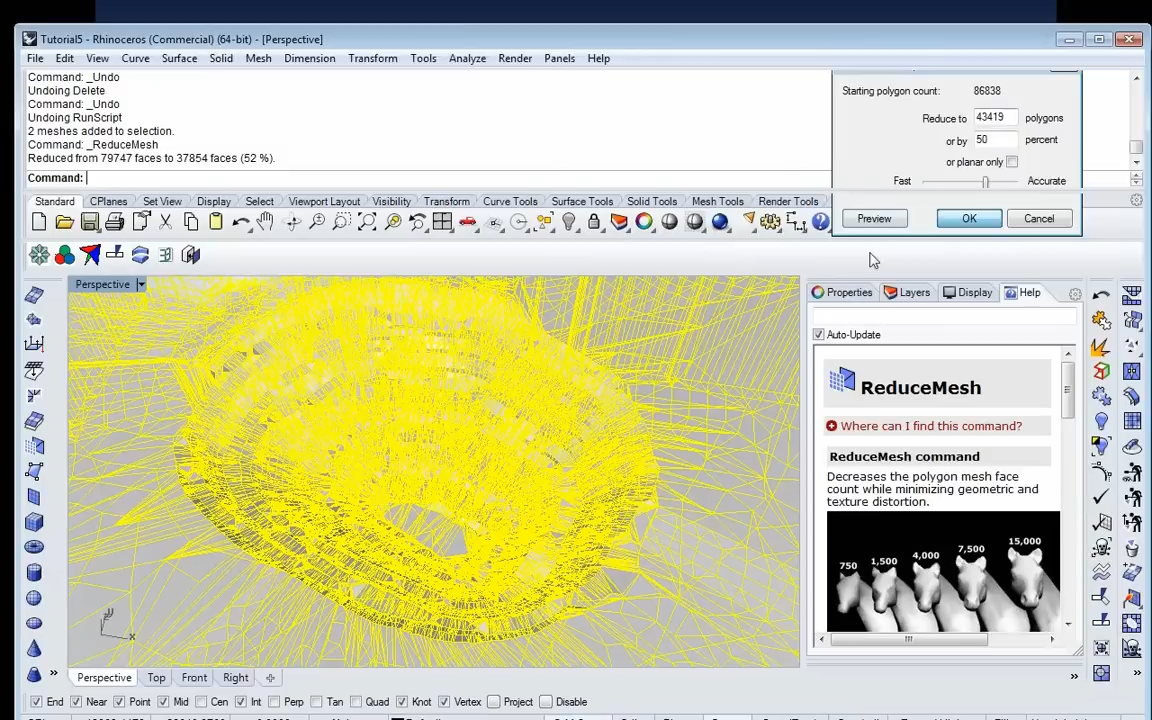 Tutorial5 - Rhinoceros (Commercial) (64-bit) - [Perspective]
File Edit View Curve Surface Solid Mesh Dimension Transform Tools Analyze Render Panels Help
Command: _Undo
Undoing Delete
Command: _Undo
Undoing RunScript
2 meshes added to selection.
Command: _ReduceMesh
Reduced from 79747 faces to 37854 faces (52 %).
Command:
Starting polygon count: 86838
Reduce to 43419 polygons
or by 50 percent
or planar only
Fast Accurate
Preview OK Cancel
Standard CPlanes Set View Display Select Viewport Layout Visibility Transform Curve Tools Surface Tools Solid Tools Mesh Tools Render Tools
Perspective
Properties Layers Display Help
Auto-Update
ReduceMesh
Where can I find this command?
ReduceMesh command
Decreases the polygon mesh face
count while minimizing geometric and
texture distortion.
750 1,500 4,000 7,500 15,000
y
x
Perspective Top Front Right
End Near Point Mid Cen Int Perp Tan Quad Knot Vertex Project Disable